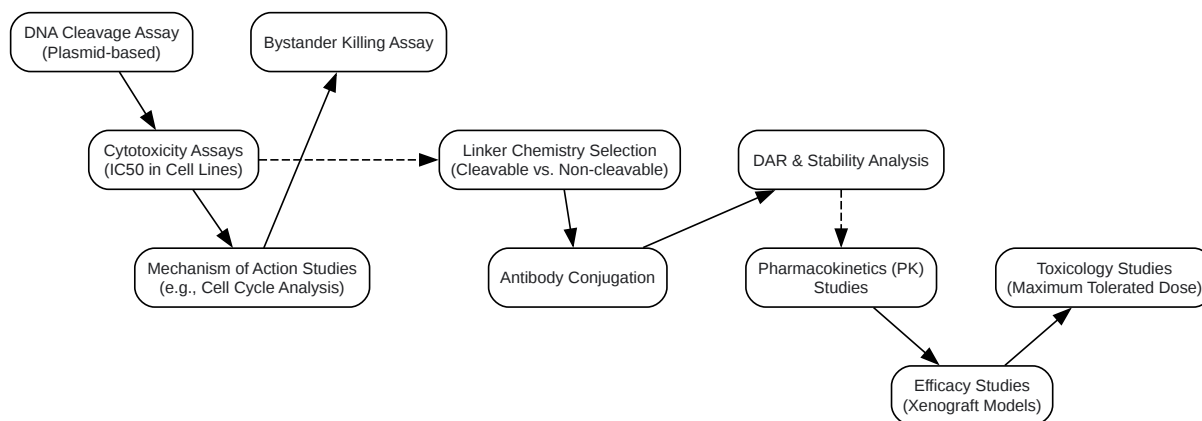 DNA Cleavage Assay
(Plasmid-based)
Bystander Killing Assay
Cytotoxicity Assays
(IC50 in Cell Lines)
Linker Chemistry Selection
(Cleavable vs. Non-cleavable)
DAR & Stability Analysis
Mechanism of Action Studies
(e.g., Cell Cycle Analysis)
Antibody Conjugation
Pharmacokinetics (PK)
Studies
Toxicology Studies
(Maximum Tolerated Dose)
Efficacy Studies
(Xenograft Models)